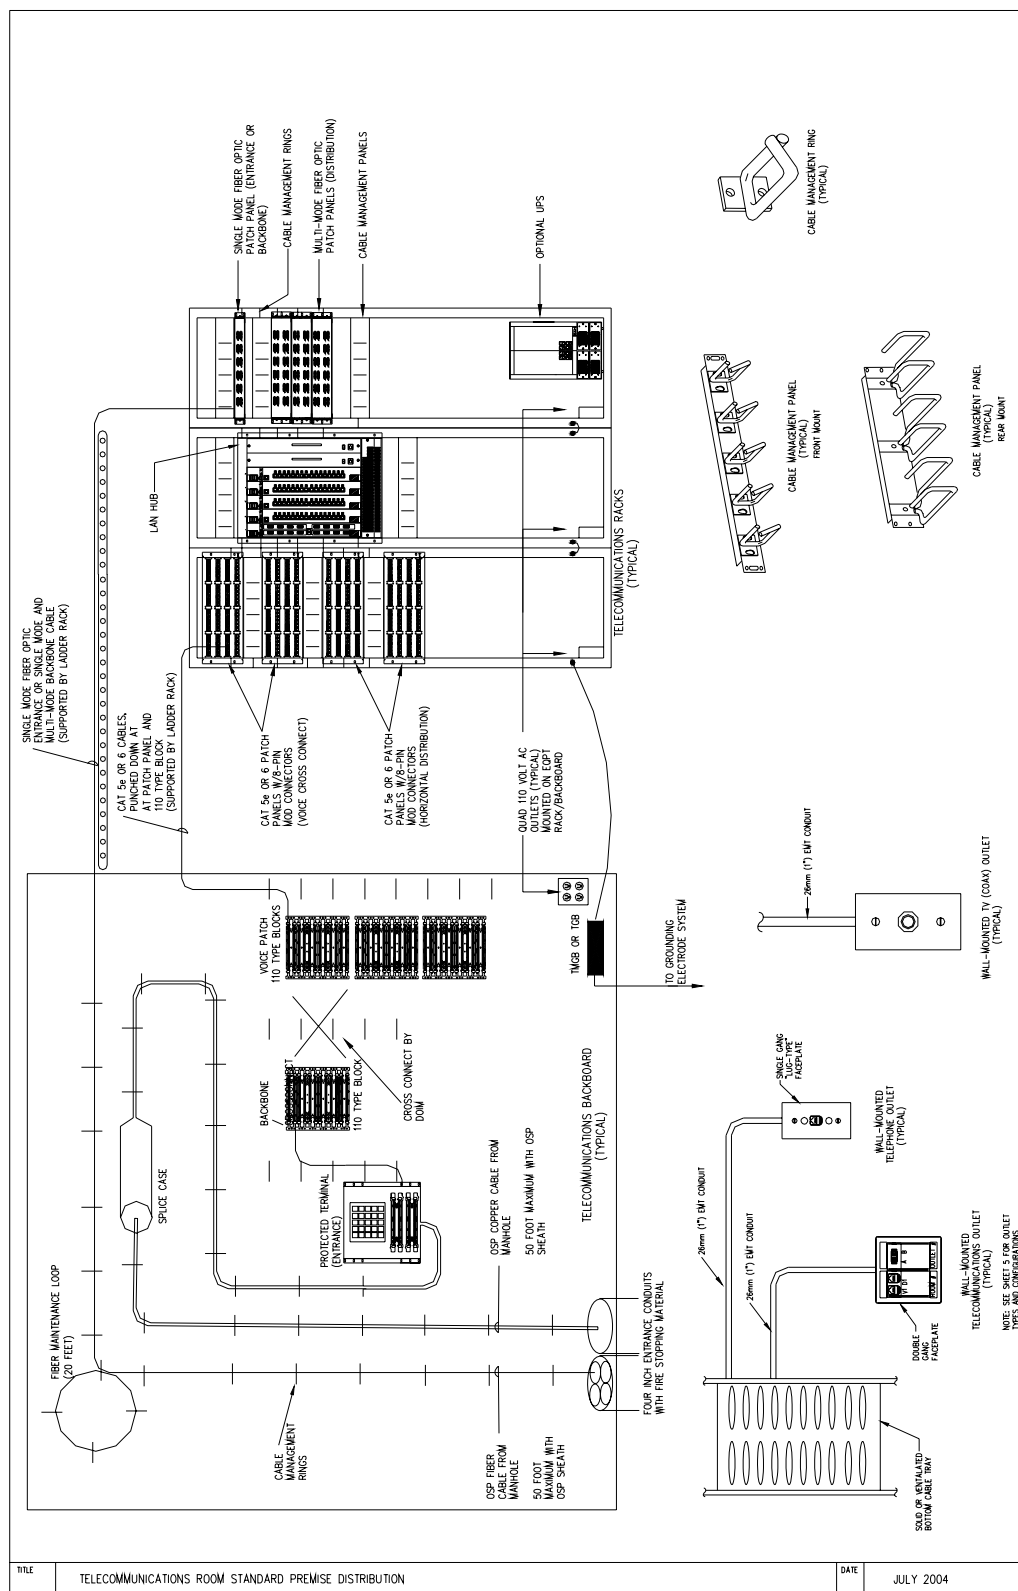 SINGLE MODE FIBER OPTIC
ENTRANCE OR SINGLE MODE AND
MULTI-MODE BACKBONE CABLE
(SUPPORTED BY LADDER RACK)
CAT 5e OR 6 CABLES,
PUNCHED DOWN AT
AT PATCH PANEL AND
110 TYPE BLOCK
(SUPPORTED BY LADDER RACK)
LAN HUB
SINGLE MODE FIBER OPTIC
PATCH PANEL (ENTRANCE OR
BACKBONE)
CABLE MANAGEMENT RINGS
MULTI-MODE FIBER OPTIC
PATCH PANELS (DISTRIBUTION)
CABLE MANAGEMENT PANELS
OPTIONAL UPS
CAT 5e OR 6 PATCH
PANELS W/8-PIN
MOD CONNECTORS
(VOICE CROSS CONNECT)
CAT 5e OR 6 PATCH
PANELS W/8-PIN
MOD CONNECTORS
(HORIZONTAL DISTRIBUTION)
QUAD 110 VOLT AC
OUTLETS (TYPICAL)
MOUNTED ON EQPT
RACK/BACKBOARD
TELECOMMUNICATIONS RACKS
(TYPICAL)
FIBER MAINTENANCE LOOP
(20 FEET)
SPLICE CASE
VOICE PATCH
110 TYPE BLOCKS
BACKBONE
CROSSCONNECT
110 TYPE BLOCK
CROSS CONNECT BY
DOIM
PROTECTED TERMINAL
(ENTRANCE)
CABLE
MANAGEMENT
RINGS
OSP FIBER
CABLE FROM
MANHOLE
50 FOOT
MAXIMUM WITH
OSP SHEATH
OSP COPPER CABLE FROM
MANHOLE
50 FOOT MAXIMUM WITH OSP
SHEATH
TMGB OR TGB
TELECOMMUNICATIONS BACKBOARD
(TYPICAL)
FOUR INCH ENTRANCE CONDUITS
WITH FIRE STOPPING MATERIAL
TO GROUNDING
ELECTRODE SYSTEM
CABLE MANAGEMENT RING
(TYPICAL)
CABLE MANAGEMENT PANEL
(TYPICAL)
FRONT MOUNT
CABLE MANAGEMENT PANEL
(TYPICAL)
REAR MOUNT
26mm (1") EMT CONDUIT
WALL-MOUNTED TV (COAX) OUTLET
(TYPICAL)
SINGLE GANG
"LUG-TYPE"
FACEPLATE
WALL-MOUNTED
TELEPHONE OUTLET
(TYPICAL)
26mm (1") EMT CONDUIT
26mm (1") EMT CONDUIT
V1 D1
A B
ROOM #
OUTLET #
DOUBLE
GANG
FACEPLATE
WALL-MOUNTED
TELECOMMUNICATIONS OUTLET
(TYPICAL)
NOTE: SEE SHEET 5 FOR OUTLET
TYPES AND CONFIGURATIONS
SOLID OR VENTALATED
BOTTOM CABLE TRAY
TITLE
TELECOMMUNICATIONS ROOM STANDARD PREMISE DISTRIBUTION
DATE
JULY 2004